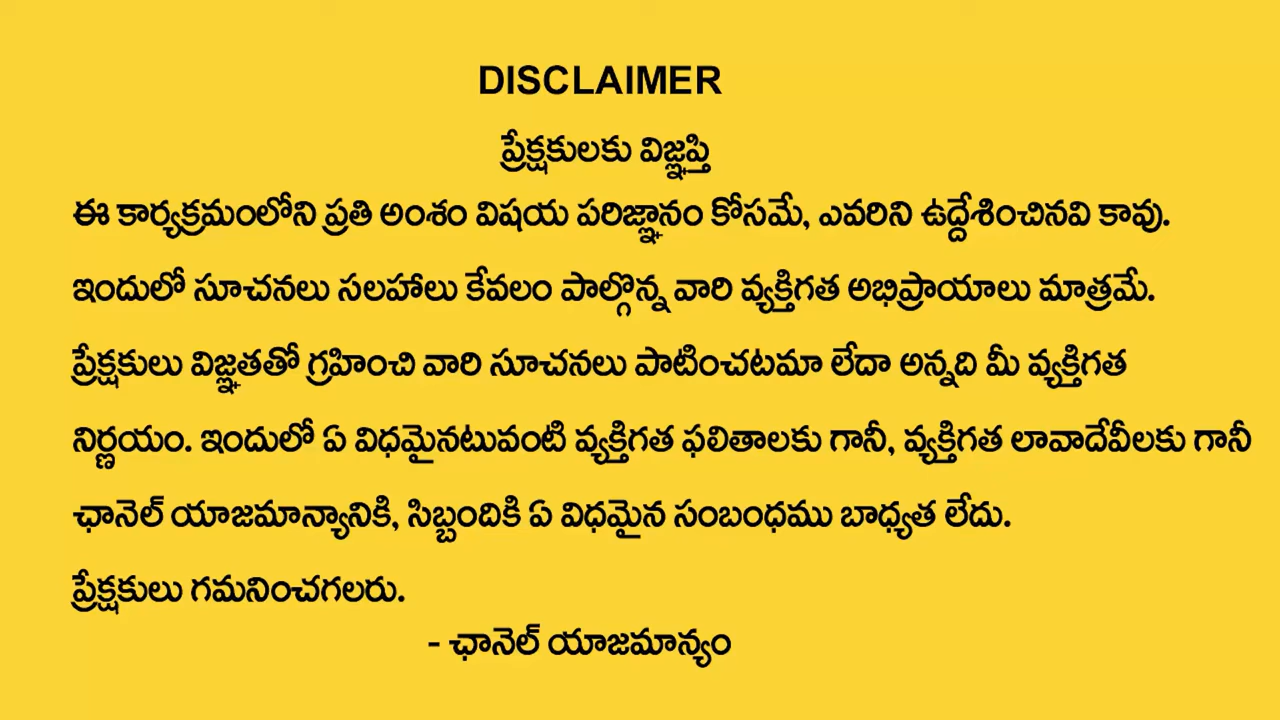 DISCLAIMER
ప్రేక్షకులకు విజ్ఞప్తి
ఈ కార్యక్రమంలోని ప్రతి అంశం విషయ పరిజ్ఞానం కోసమే, ఎవరిని ఉద్దేశించినవి కావు.
ఇందులో సూచనలు సలహాలు కేవలం పాల్గొన్న వారి వ్యక్తిగత అభిప్రాయాలు మాత్రమే.
ప్రేక్షకులు విజ్ఞతతో గ్రహించి వారి సూచనలు పాటించటమా లేదా అన్నది మీ వ్యక్తిగత
నిర్ణయం. ఇందులో ఏ విధమైనటువంటి వ్యక్తిగత ఫలితాలకు గానీ, వ్యక్తిగత లావాదేవీలకు గానీ
ఛానెల్ యాజమాన్యానికి, సిబ్బందికి ఏ విధమైన సంబంధము బాధ్యత లేదు.
ప్రేక్షకులు గమనించగలరు.
- ఛానెల్ యాజమాన్యం